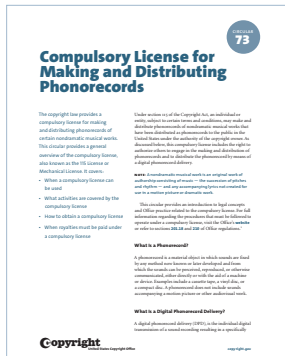 CIRCULAR
73
Compulsory License for
Making and Distributing
Phonorecords
The copyright law provides a
compulsory license for making
and distributing phonorecords of
certain nondramatic musical works.
This circular provides a general
overview of the compulsory license,
also known as the 115 License or
Mechanical License. It covers:
• When a compulsory license can
be used
• What activities are covered by the
compulsory license
• How to obtain a compulsory license
• When royalties must be paid under
a compulsory license
Under section 115 of the Copyright Act, an individual or
entity, subject to certain terms and conditions, may make and
distribute phonorecords of nondramatic musical works that
have been distributed as phonorecords to the public in the
United States under the authority of the copyright owner. As
discussed below, this compulsory license includes the right to
authorize others to engage in the making and distribution of
phonorecords and to distribute the phonorecord by means of
a digital phonorecord delivery.
NOTE: A nondramatic musical work is an original work of
authorship consisting of music — the succession of pitches
and rhythm — and any accompanying lyrics not created for
use in a motion picture or dramatic work.
This circular provides an introduction to legal concepts
and Office practice related to the compulsory license. For full
information regarding the procedures that must be followed to
operate under a compulsory license, visit the Office's website
or refer to sections 201.18 and 210 of Office regulations.
What Is a Phonorecord?
A phonorecord is a material object in which sounds are fixed
by any method now known or later developed and from
which the sounds can be perceived, reproduced, or otherwise
communicated, either directly or with the aid of a machine
or device. Examples include a cassette tape, a vinyl disc, or
a compact disc. A phonorecord does not include sounds
accompanying a motion picture or other audiovisual work.
What Is a Digital Phonorecord Delivery?
A digital phonorecord delivery (DPD), is the individual digital
transmission of a sound recording resulting in a specifically
Copyright
United States Copyright Office
copyright.gov